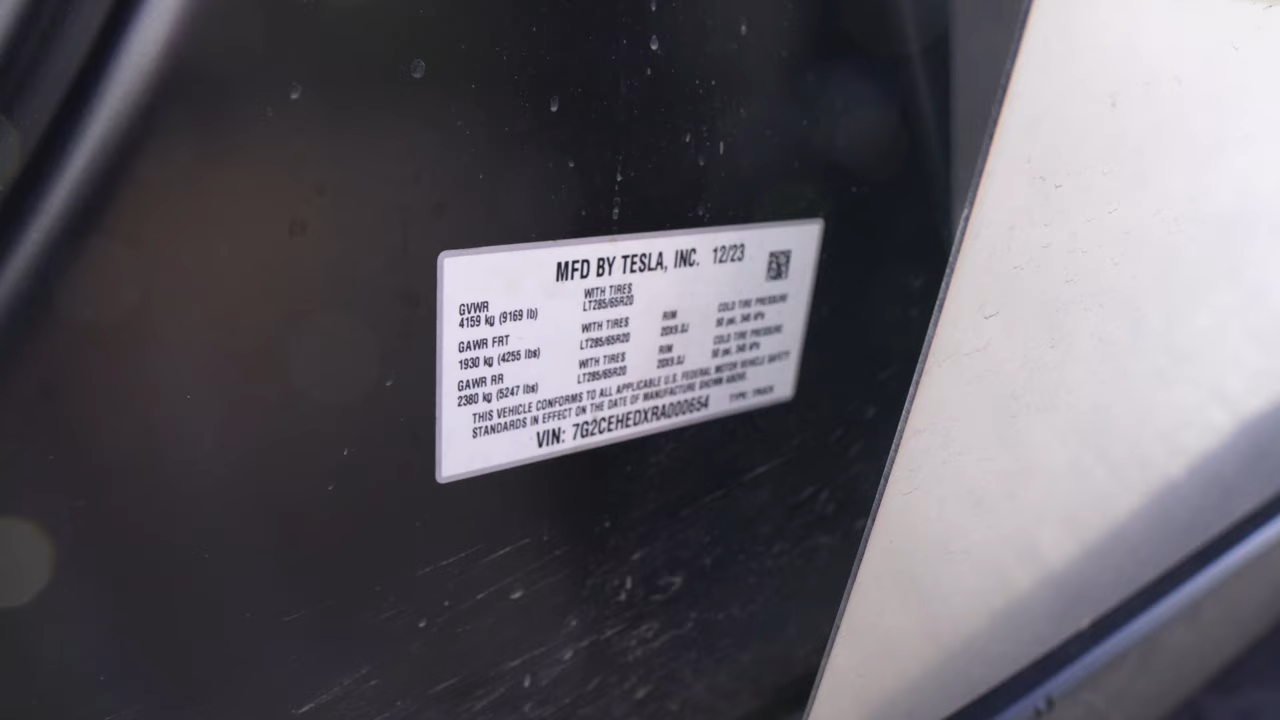 MFD BY TESLA, INC. 12/23
GVWR
4159 kg (9169 lb)
WITH TIRES
LT285/65R20
GAWR FRT
1930 kg (4255 lbs)
WITH TIRES
LT285/65R20
RIM
20X9.0J
COLD TIRE PRESSURE
50 psi, 345 kPa
GAWR RR
2380 kg (5247 lbs)
WITH TIRES
LT285/65R20
RIM
20X9.0J
COLD TIRE PRESSURE
50 psi, 345 kPa
THIS VEHICLE CONFORMS TO ALL APPLICABLE U.S. FEDERAL MOTOR VEHICLE SAFETY
STANDARDS IN EFFECT ON THE DATE OF MANUFACTURE SHOWN ABOVE.
VIN: 7G2CEHEDXRA000654
TYPE: TRUCK